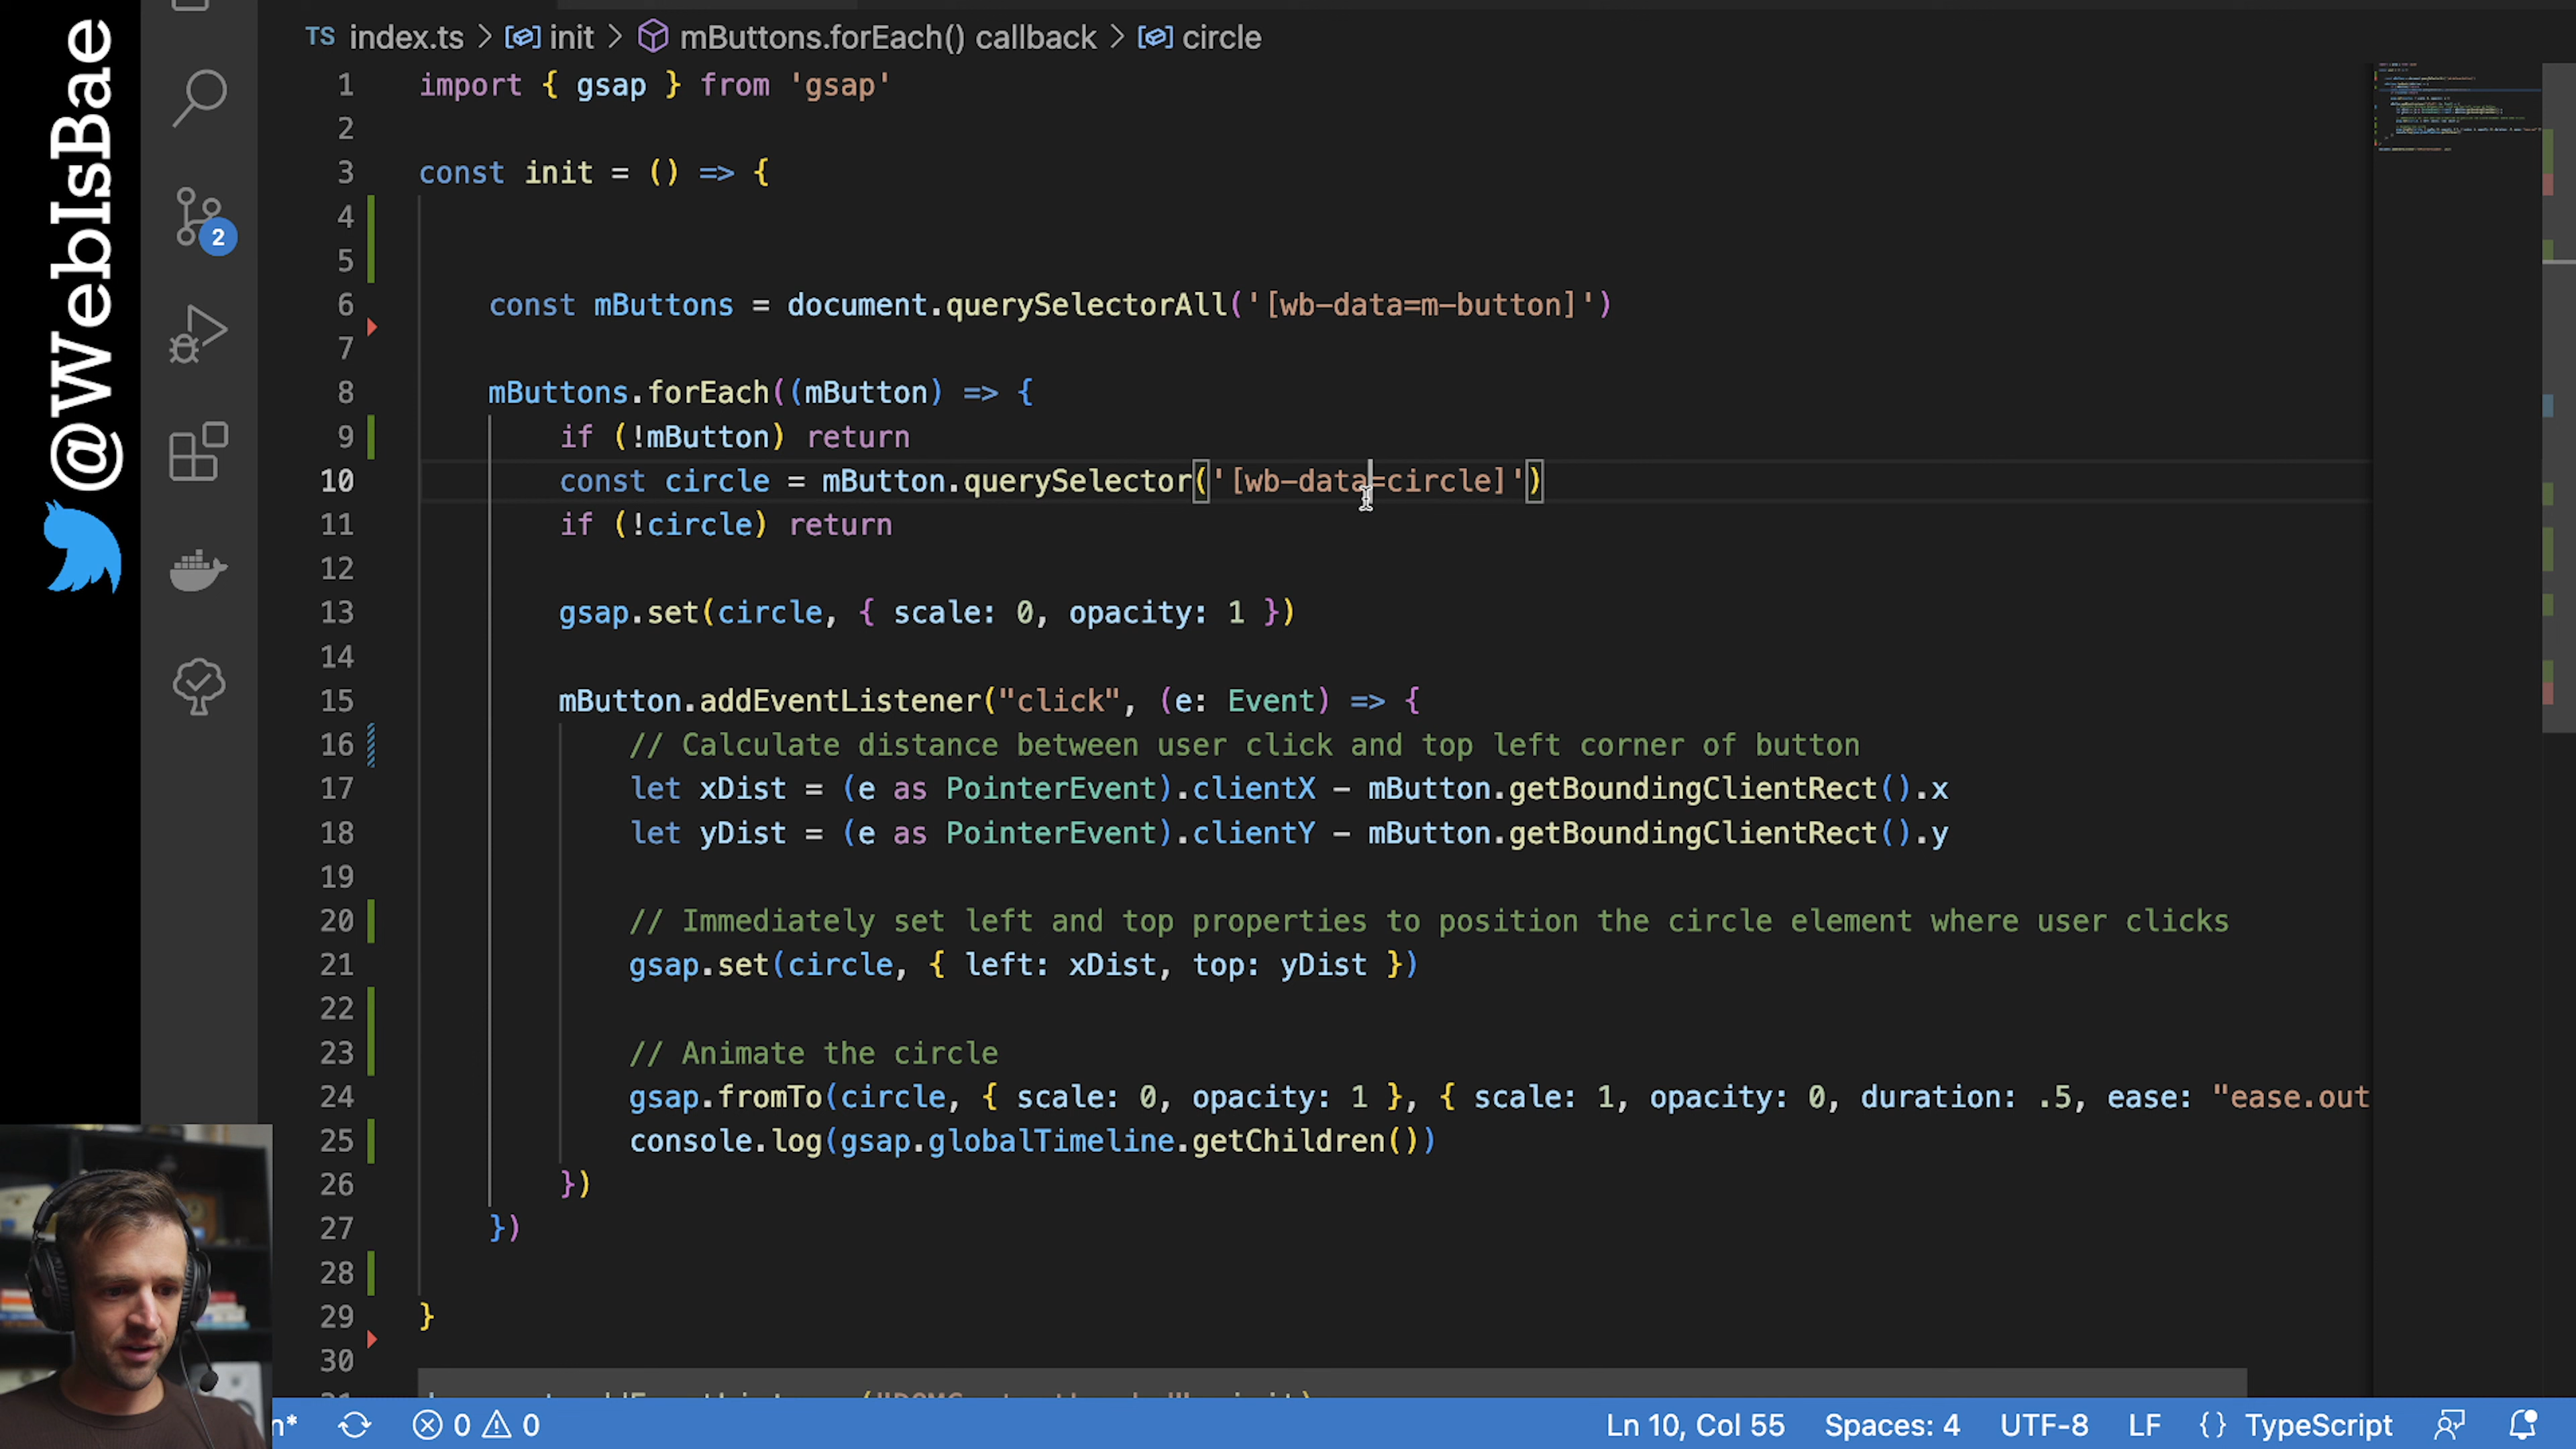 @WebIsBae
TS index.ts > init > mButtons.forEach() callback > circle
1 import { gsap } from 'gsap'
2
3 const init = () => {
4
5
6 const mButtons = document.querySelectorAll('[wb-data=m-button]')
7
8 mButtons.forEach((mButton) => {
9 if (!mButton) return
10 const circle = mButton.querySelector('[wb-data=circle]')
11 if (!circle) return
12
13 gsap.set(circle, { scale: 0, opacity: 1 })
14
15 mButton.addEventListener("click", (e: Event) => {
16 // Calculate distance between user click and top left corner of button
17 let xDist = (e as PointerEvent).clientX - mButton.getBoundingClientRect().x
18 let yDist = (e as PointerEvent).clientY - mButton.getBoundingClientRect().y
19
20 // Immediately set left and top properties to position the circle element where user clicks
21 gsap.set(circle, { left: xDist, top: yDist })
22
23 // Animate the circle
24 gsap.fromTo(circle, { scale: 0, opacity: 1 }, { scale: 1, opacity: 0, duration: .5, ease: "ease.out
25 console.log(gsap.globalTimeline.getChildren())
26 })
27 })
28
29 }
30
2
n* 0 0 Ln 10, Col 55 Spaces: 4 UTF-8 LF {} TypeScript